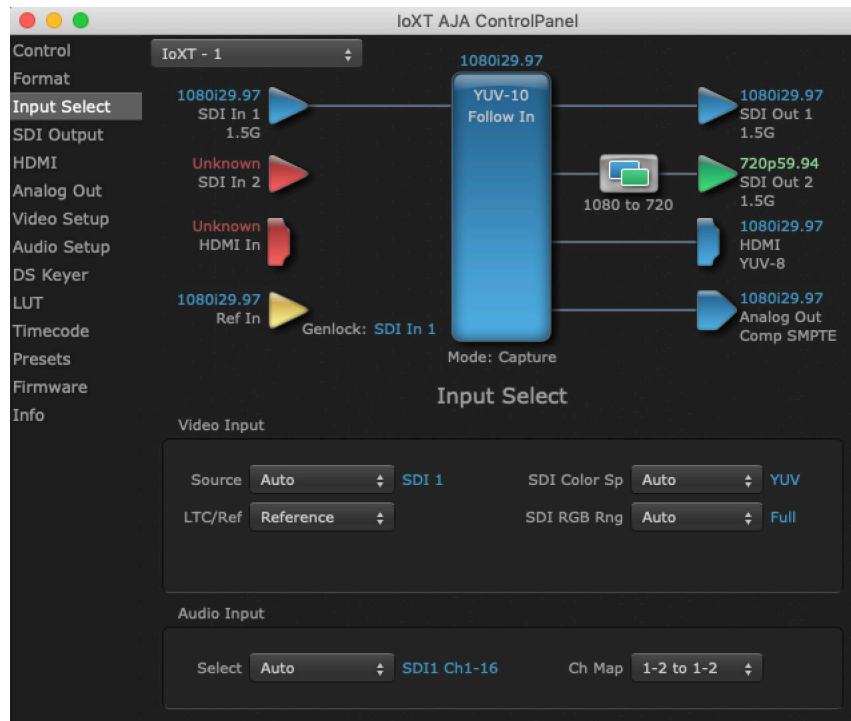 IoXT AJA ControlPanel
Control
Format
Input Select
SDI Output
HDMI
Analog Out
Video Setup
Audio Setup
DS Keyer
LUT
Timecode
Presets
Firmware
Info
IoXT - 1
1080i29.97
1080i29.97
SDI In 1
1.5G
Unknown
SDI In 2
Unknown
HDMI In
1080i29.97
Ref In
Genlock: SDI In 1
YUV-10
Follow In
Mode: Capture
1080 to 720
1080i29.97
SDI Out 1
1.5G
720p59.94
SDI Out 2
1.5G
1080i29.97
HDMI
YUV-8
1080i29.97
Analog Out
Comp SMPTE
Input Select
Video Input
Source Auto SDI 1 SDI Color Sp Auto YUV
LTC/Ref Reference SDI RGB Rng Auto Full
Audio Input
Select Auto SDI1 Ch1-16 Ch Map 1-2 to 1-2